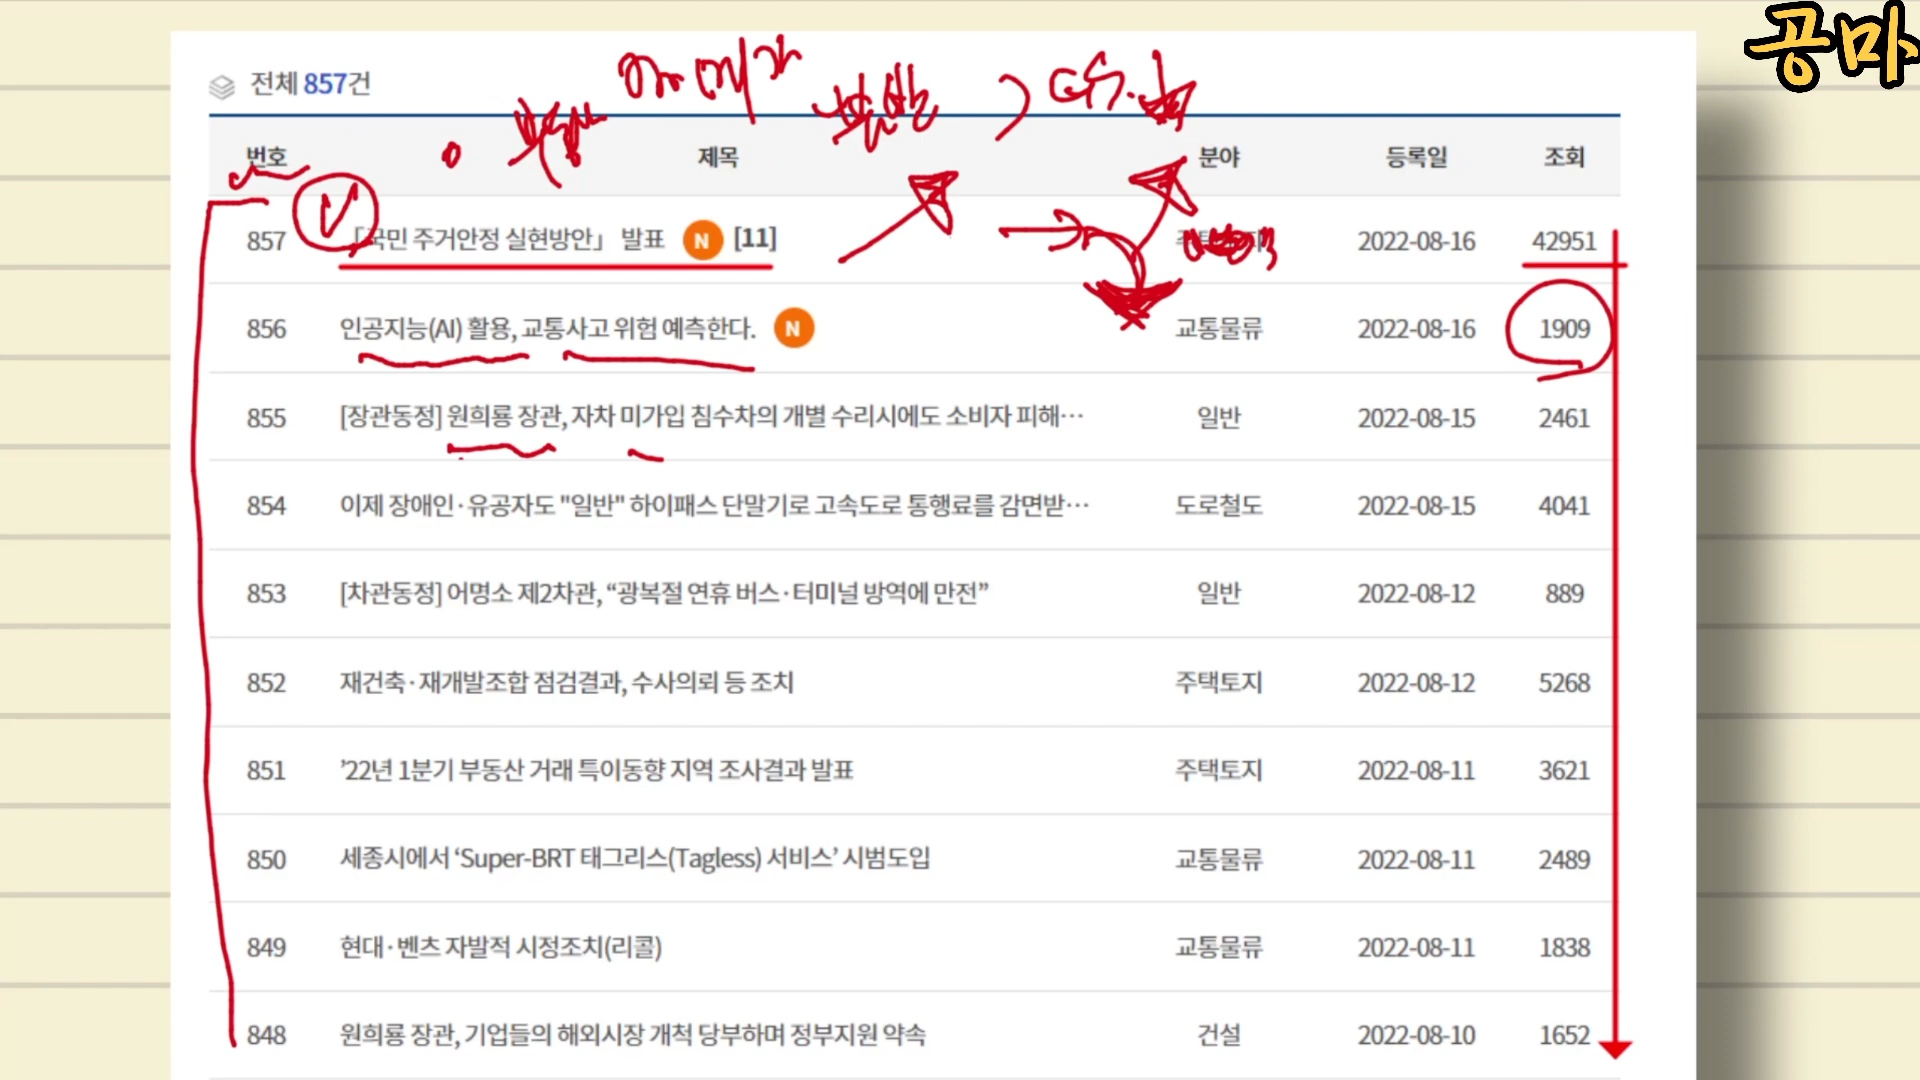 공마
전체 857건
번호 제목 분야 등록일 조회
857 「국민 주거안정 실현방안」 발표 N [11] 2022-08-16 42951
856 인공지능(AI) 활용, 교통사고 위험 예측한다. N 교통물류 2022-08-16 1909
855 [장관동정] 원희룡 장관, 자차 미가입 침수차의 개별 수리시에도 소비자 피해… 일반 2022-08-15 2461
854 이제 장애인·유공자도 "일반" 하이패스 단말기로 고속도로 통행료를 감면받… 도로철도 2022-08-15 4041
853 [차관동정] 어명소 제2차관, “광복절 연휴 버스·터미널 방역에 만전” 일반 2022-08-12 889
852 재건축·재개발조합 점검결과, 수사의뢰 등 조치 주택토지 2022-08-12 5268
851 ’22년 1분기 부동산 거래 특이동향 지역 조사결과 발표 주택토지 2022-08-11 3621
850 세종시에서 ‘Super-BRT 태그리스(Tagless) 서비스’ 시범도입 교통물류 2022-08-11 2489
849 현대·벤츠 자발적 시정조치(리콜) 교통물류 2022-08-11 1838
848 원희룡 장관, 기업들의 해외시장 개척 당부하며 정부지원 약속 건설 2022-08-10 1652